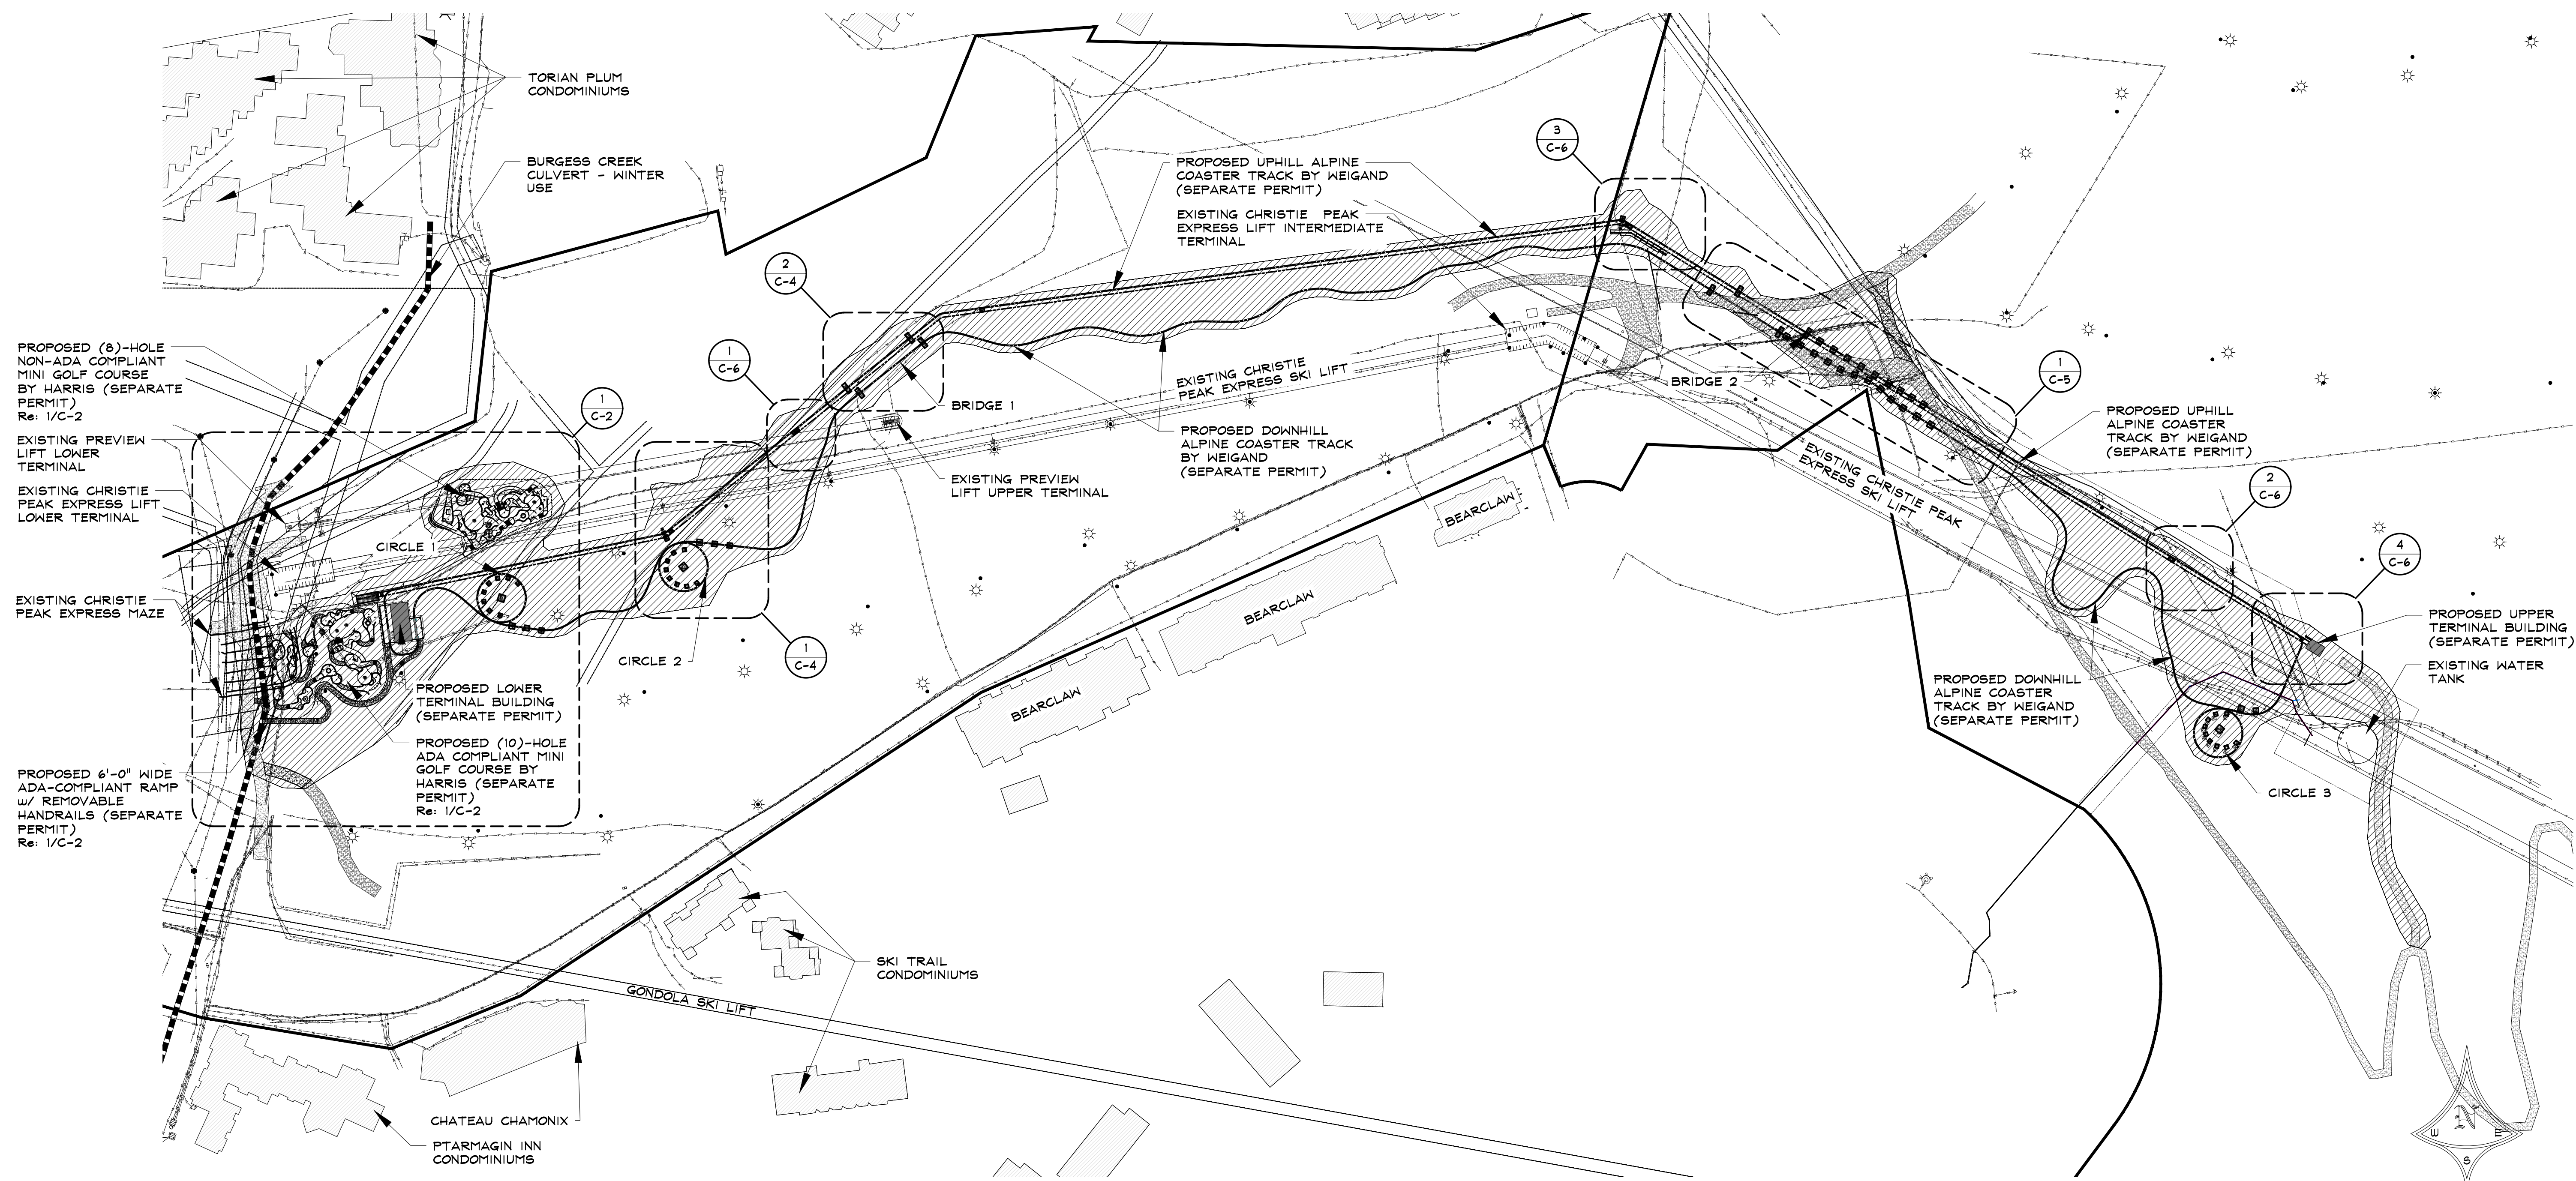 TORIAN PLUM
CONDOMINIUMS
BURGESS CREEK
CULVERT - WINTER
USE
PROPOSED UPHILL ALPINE
COASTER TRACK BY WEIGAND
(SEPARATE PERMIT)
EXISTING CHRISTIE PEAK
EXPRESS LIFT INTERMEDIATE
TERMINAL
3
C-6
2
C-4
1
C-6
1
C-2
1
C-5
2
C-6
4
C-6
1
C-4
PROPOSED (8)-HOLE
NON-ADA COMPLIANT
MINI GOLF COURSE
BY HARRIS (SEPARATE
PERMIT)
Re: 1/C-2
EXISTING PREVIEW
LIFT LOWER
TERMINAL
EXISTING CHRISTIE
PEAK EXPRESS LIFT
LOWER TERMINAL
EXISTING CHRISTIE
PEAK EXPRESS MAZE
PROPOSED 6'-0" WIDE
ADA-COMPLIANT RAMP
w/ REMOVABLE
HANDRAILS (SEPARATE
PERMIT)
Re: 1/C-2
CIRCLE 1
CIRCLE 2
PROPOSED LOWER
TERMINAL BUILDING
(SEPARATE PERMIT)
PROPOSED (10)-HOLE
ADA COMPLIANT MINI
GOLF COURSE BY
HARRIS (SEPARATE
PERMIT)
Re: 1/C-2
BRIDGE 1
EXISTING PREVIEW
LIFT UPPER TERMINAL
EXISTING CHRISTIE
PEAK EXPRESS SKI LIFT
PROPOSED DOWNHILL
ALPINE COASTER TRACK
BY WEIGAND
(SEPARATE PERMIT)
BRIDGE 2
EXISTING CHRISTIE PEAK
EXPRESS SKI LIFT
PROPOSED UPHILL
ALPINE COASTER
TRACK BY WEIGAND
(SEPARATE PERMIT)
PROPOSED UPPER
TERMINAL BUILDING
(SEPARATE PERMIT)
EXISTING WATER
TANK
PROPOSED DOWNHILL
ALPINE COASTER
TRACK BY WEIGAND
(SEPARATE PERMIT)
CIRCLE 3
BEARCLAW
BEARCLAW
BEARCLAW
SKI TRAIL
CONDOMINIUMS
GONDOLA SKI LIFT
CHATEAU CHAMONIX
PTARMAGIN INN
CONDOMINIUMS
N
W
E
S